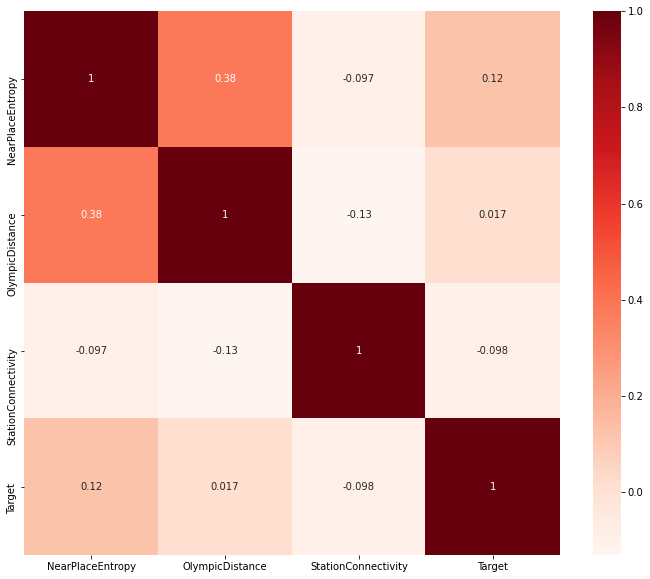 NearPlaceEntropy
1
0.38
-0.097
0.12
OlympicDistance
0.38
1
-0.13
0.017
StationConnectivity
-0.097
-0.13
1
-0.098
Target
0.12
0.017
-0.098
1
NearPlaceEntropy
OlympicDistance
StationConnectivity
Target
1.0
0.8
0.6
0.4
0.2
0.0